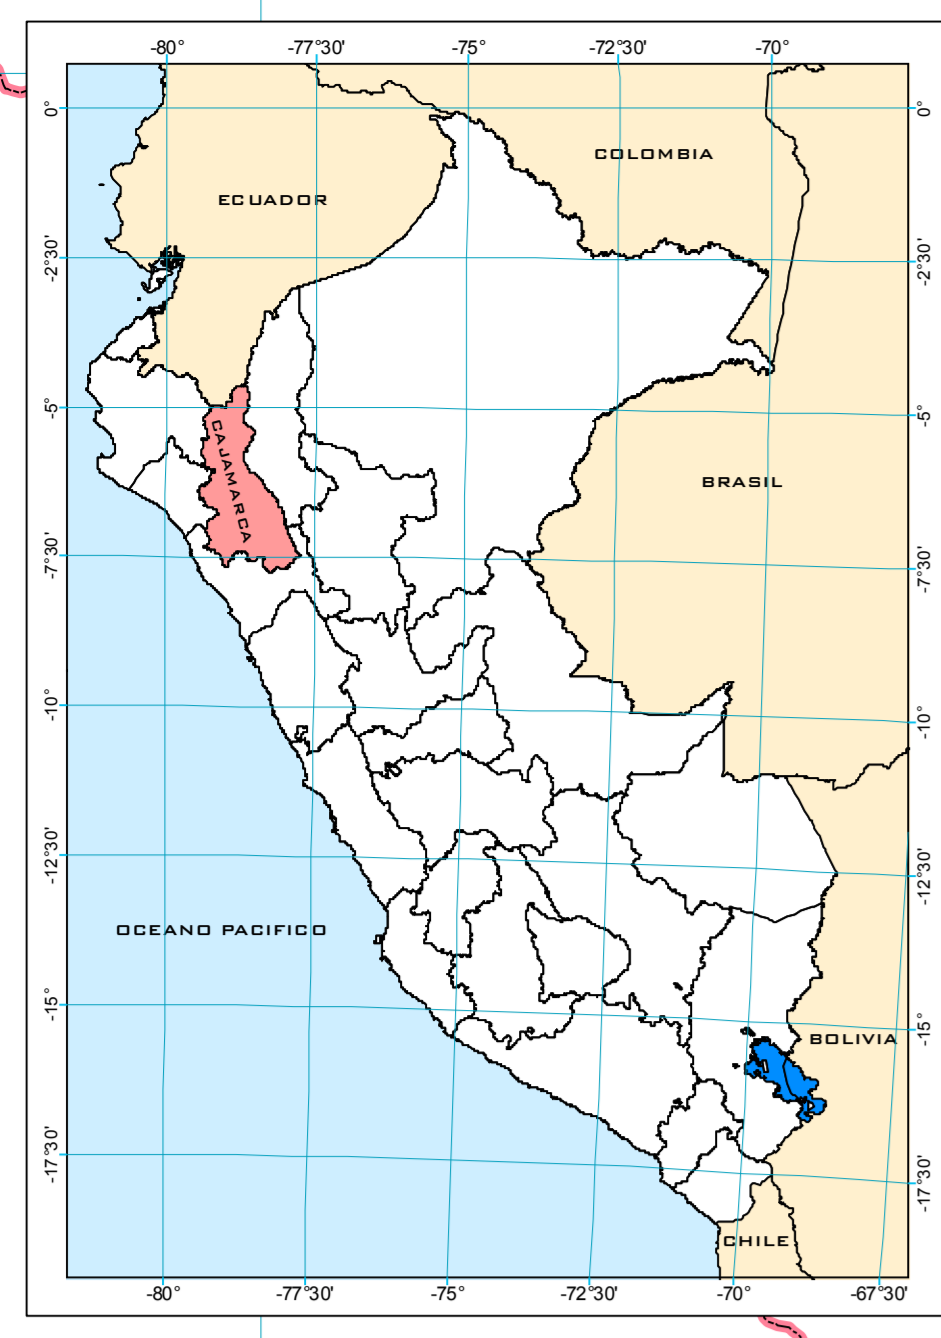 -80° -77°30' -75° -72°30' -70°
0° 0°
COLOMBIA
ECUADOR
-2°30' -2°30'
-5° -5°
CAJAMARCA
BRASIL
-7°30' -7°30'
-10° -10°
-12°30' -12°30'
OCEANO PACIFICO
-15° -15°
BOLIVIA
-17°30' -17°30'
CHILE
-80° -77°30' -75° -72°30' -70° -67°30'